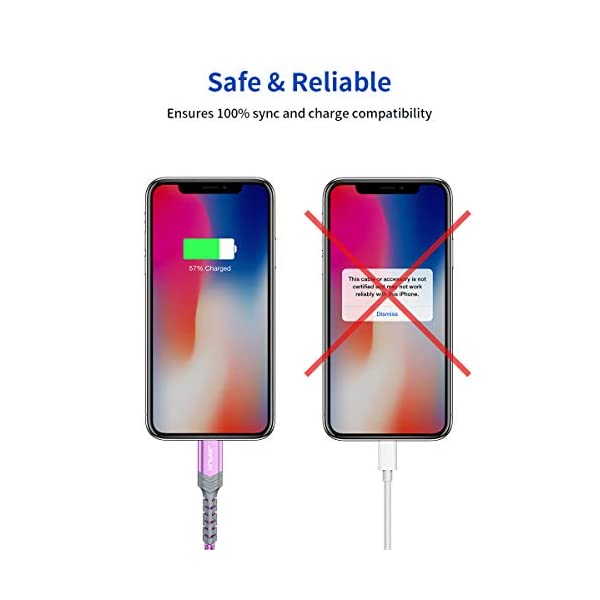 Safe & Reliable
Ensures 100% sync and charge compatibility
57% Charged
This cable or accessory is not
certified and may not work
reliably with this iPhone.
Dismiss